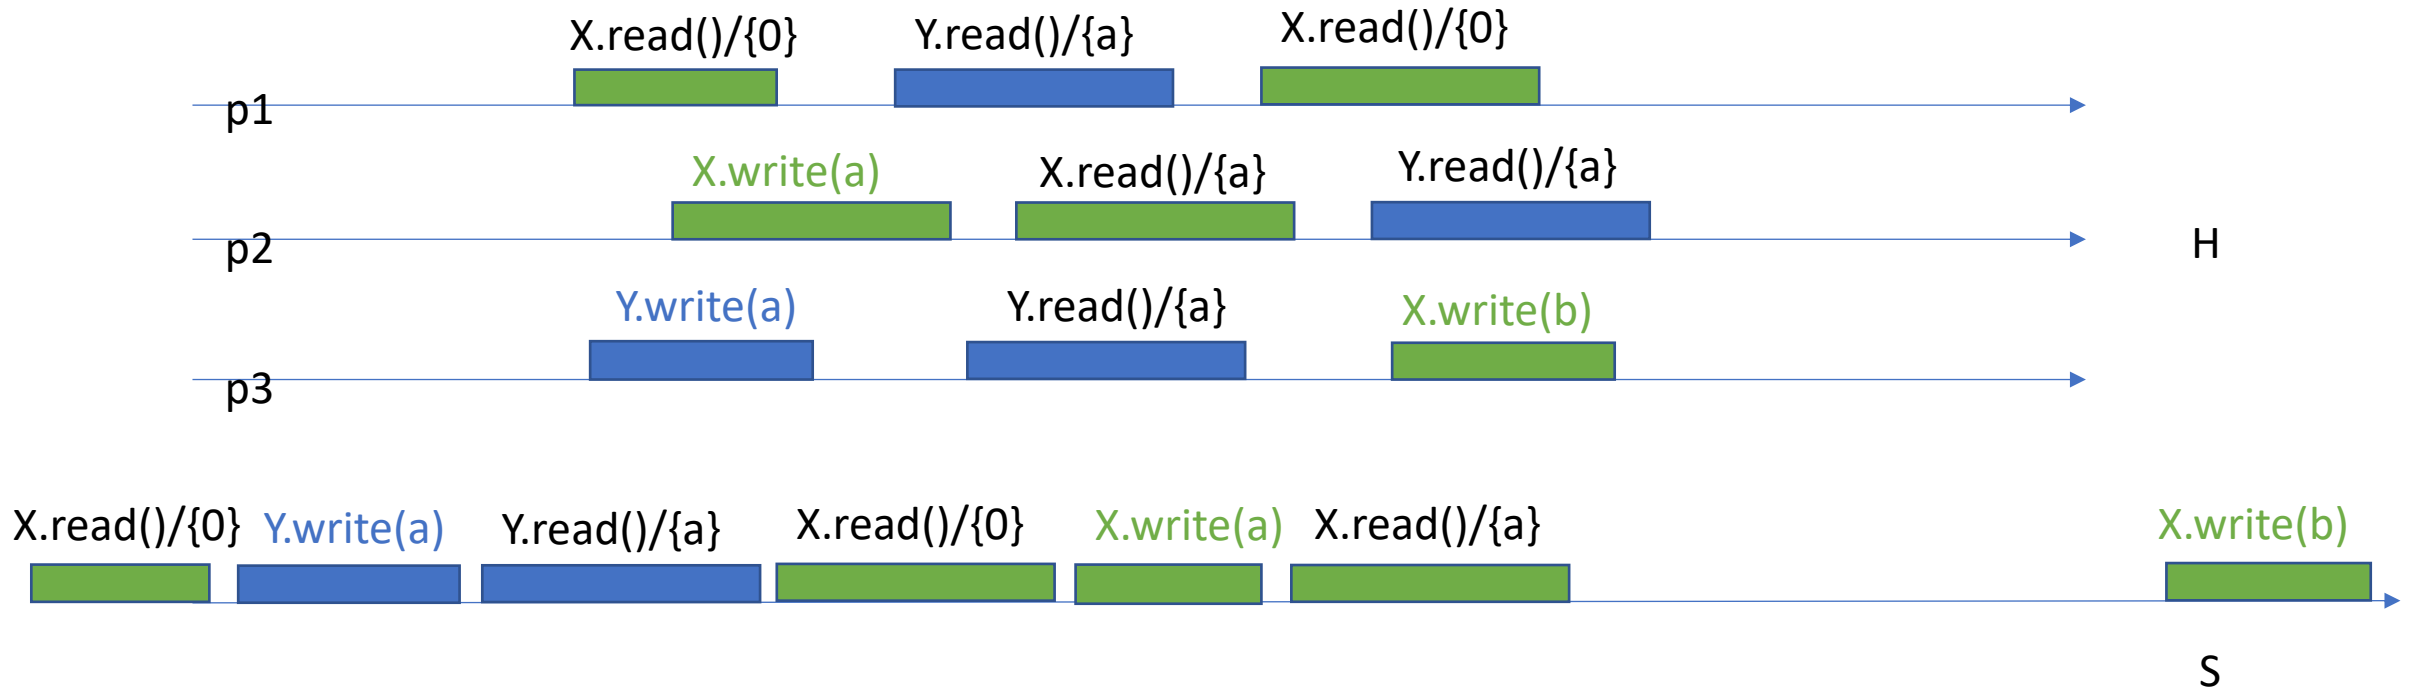 X.read()/{0} Y.read()/{a} X.read()/{0}
p1
X.write(a) X.read()/{a} Y.read()/{a}
p2 H
Y.write(a) Y.read()/{a} X.write(b)
p3
X.read()/{0} Y.write(a) Y.read()/{a} X.read()/{0} X.write(a) X.read()/{a} X.write(b)
S